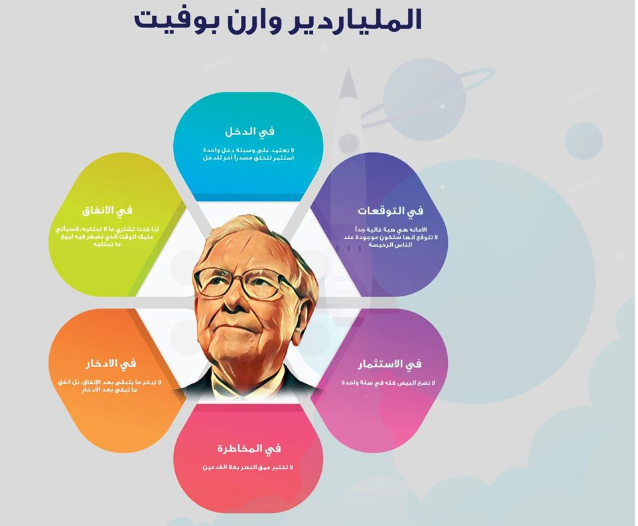 الملياردير وارن بوفيت
في الدخل
لا تعتمد على وسيلة دخل واحدة
استثمر لتخلق مصدراً آخر للدخل
في التوقعات
الامانه هي هبة غالية جداً
لا تتوقع انها ستكون موجودة عند
الناس الرخيصة
في الاستثمار
لا تضع البيض كله في سلة واحدة
في المخاطرة
لا تختبر عمق النهر بكلا القدمين
في الادخار
لا تدخر ما يتبقى بعد الإنفاق، بل انفق
ما تبقى بعد الادخار
في الانفاق
اذا كنت تشتري ما لا تحتاجه، فسيأتي
عليك الوقت الذي تضطر فيه لبيع
ما تحتاجه